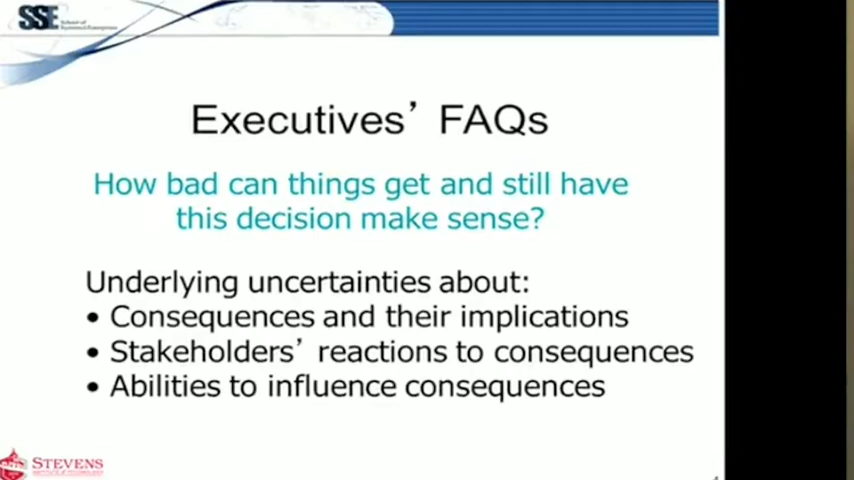 SSE School of
Systems & Enterprises
Executives’ FAQs
How bad can things get and still have
this decision make sense?
Underlying uncertainties about:
• Consequences and their implications
• Stakeholders’ reactions to consequences
• Abilities to influence consequences
STEVENS